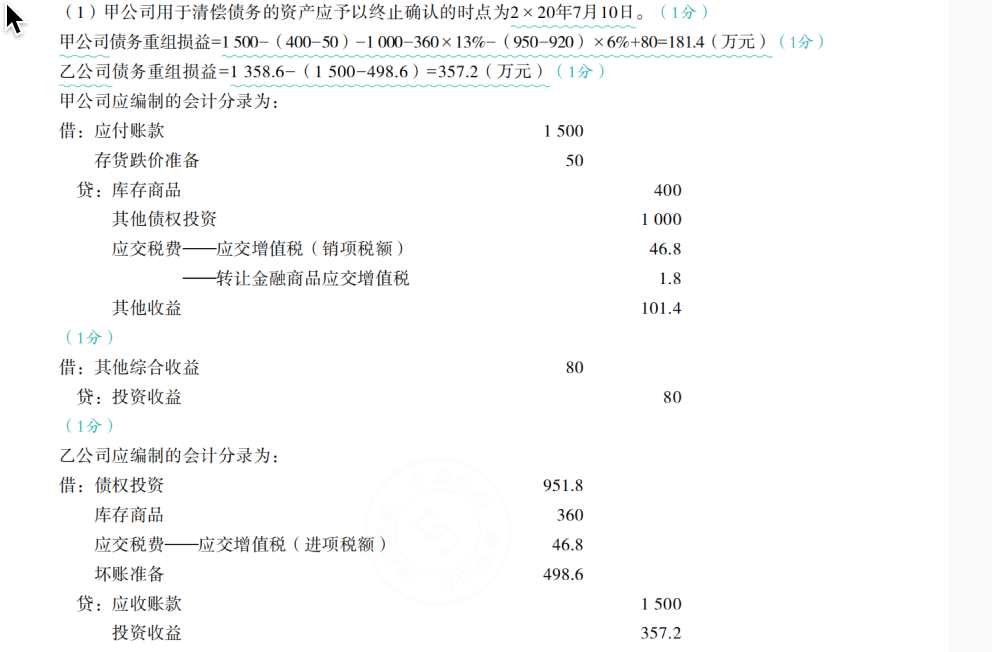 （1）甲公司用于清偿债务的资产应予以终止确认的时点为2×20年7月10日。（1分）
甲公司债务重组损益=1 500-（400-50）-1 000-360×13%-（950-920）×6%+80=181.4（万元）（1分）
乙公司债务重组损益=1 358.6-（1 500-498.6）=357.2（万元）（1分）
甲公司应编制的会计分录为：
借：应付账款 1 500
存货跌价准备 50
贷：库存商品 400
其他债权投资 1 000
应交税费——应交增值税（销项税额） 46.8
——转让金融商品应交增值税 1.8
其他收益 101.4
（1分）
借：其他综合收益 80
贷：投资收益 80
（1分）
乙公司应编制的会计分录为：
借：债权投资 951.8
库存商品 360
应交税费——应交增值税（进项税额） 46.8
坏账准备 498.6
贷：应收账款 1 500
投资收益 357.2